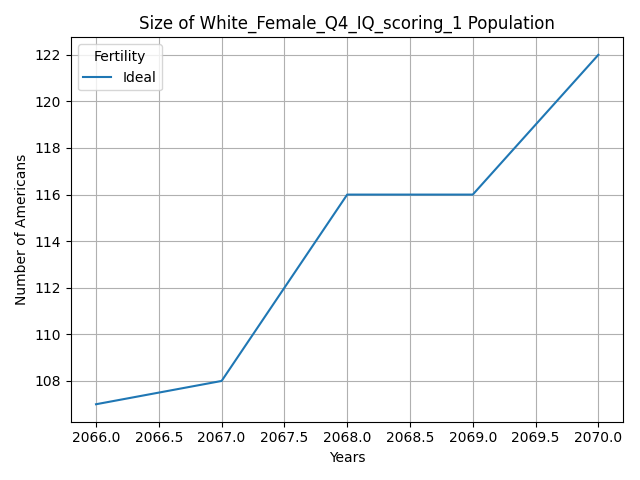 Size of White_Female_Q4_IQ_scoring_1 Population
Fertility
Ideal
Number of Americans
122
120
118
116
114
112
110
108
2066.0 2066.5 2067.0 2067.5 2068.0 2068.5 2069.0 2069.5 2070.0
Years